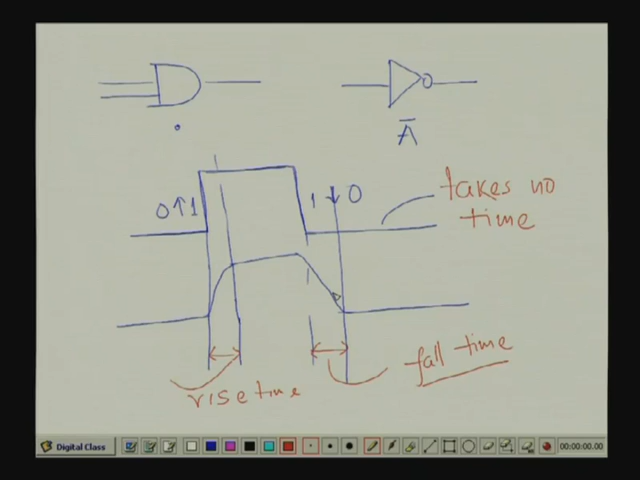 Ā
0↑1
1↓0
takes no
time
rise time
fall time
Digital Class
00:00:00.00